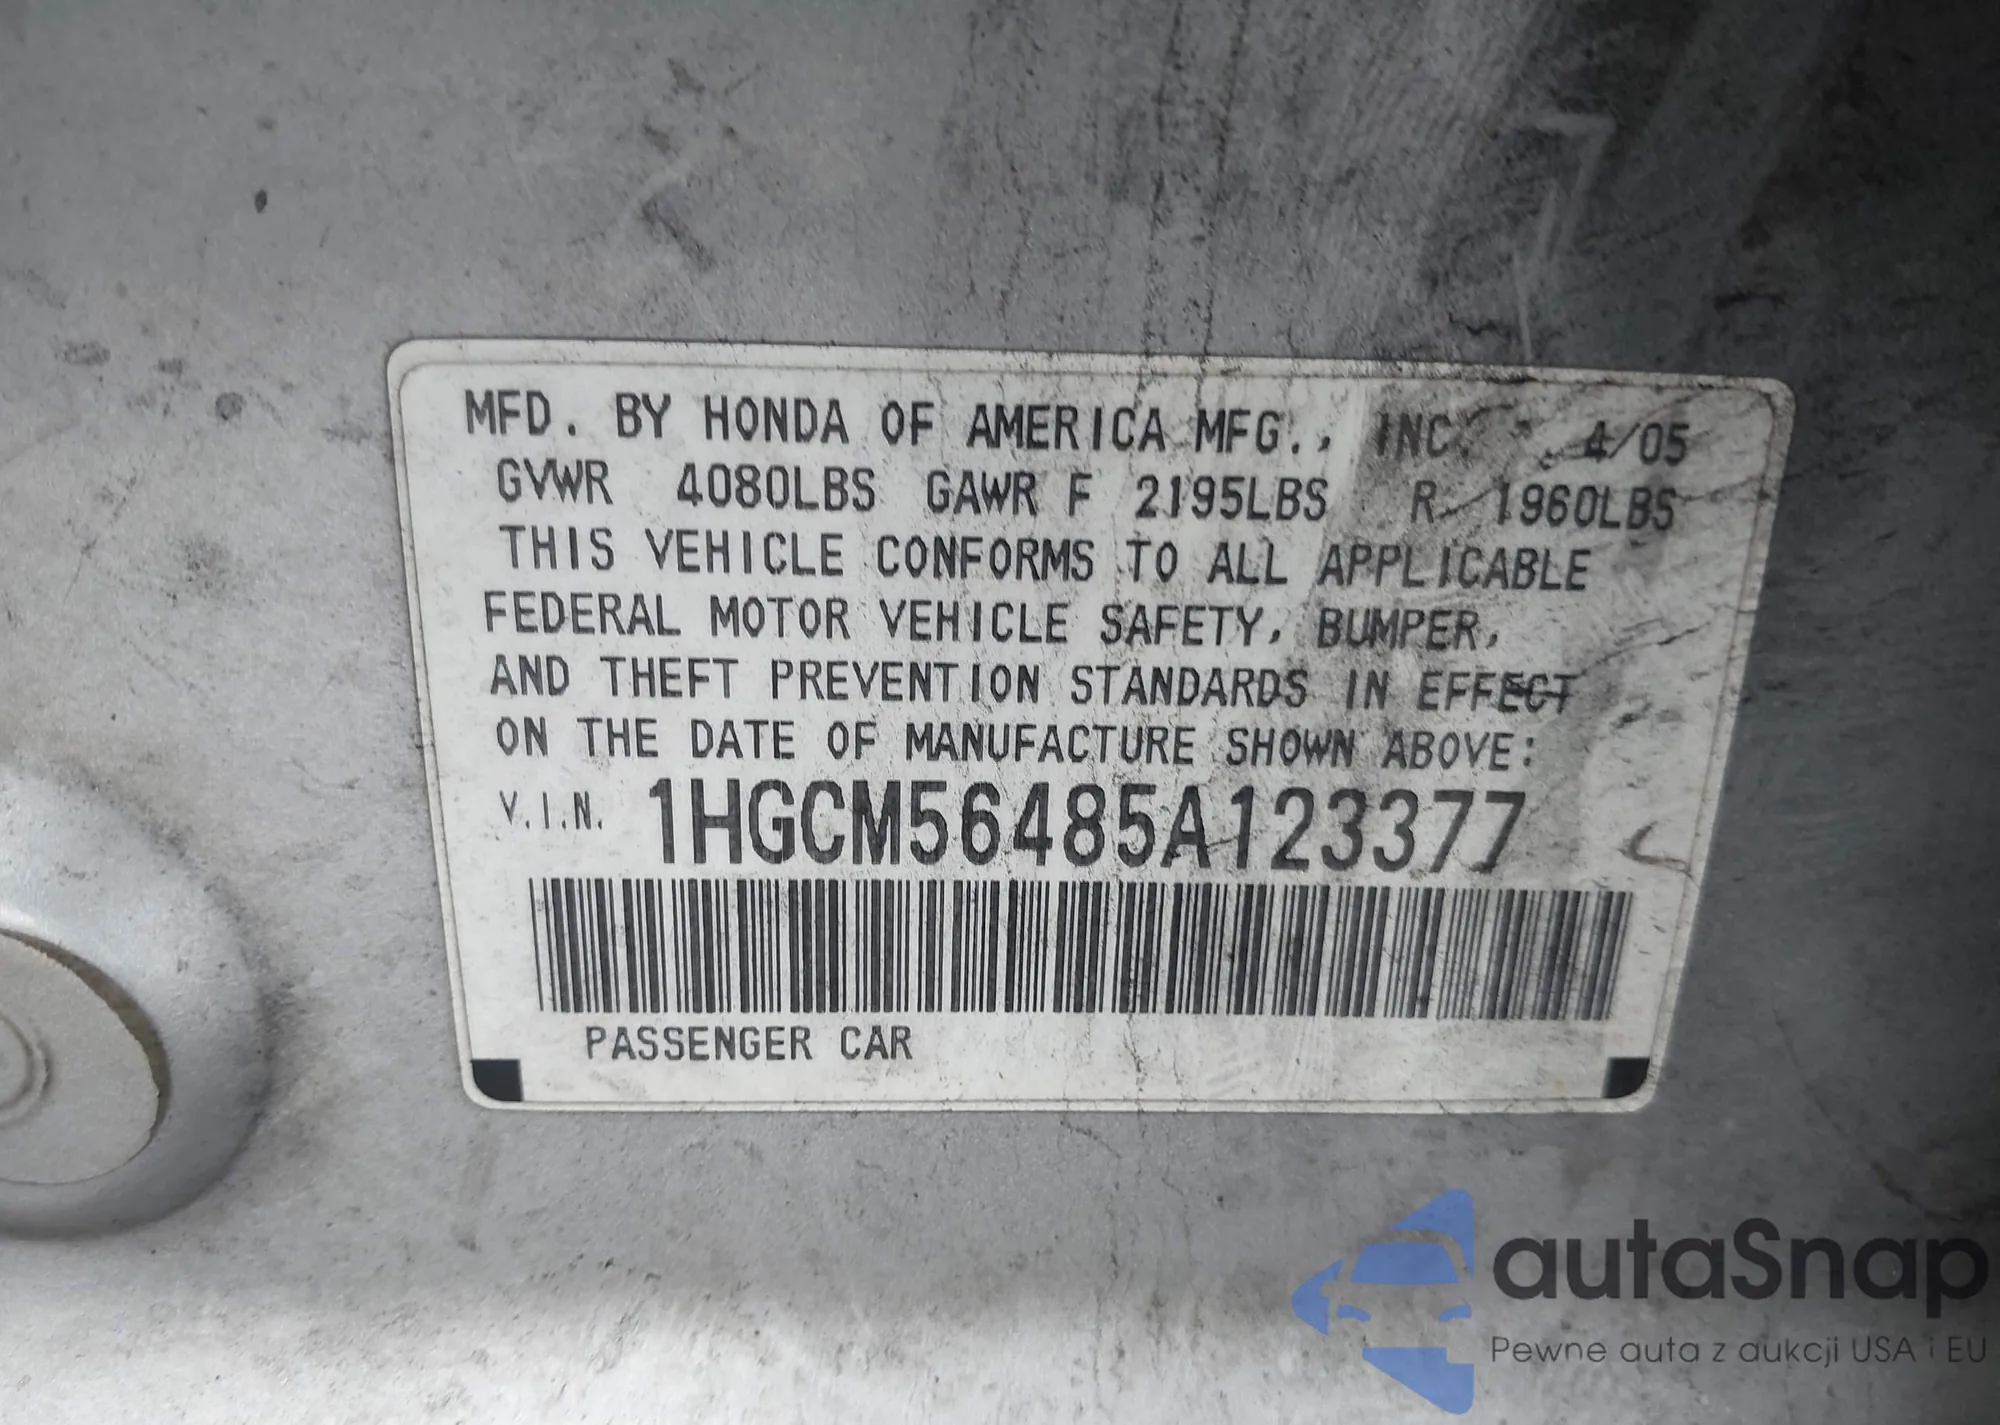 MFD. BY HONDA OF AMERICA MFG., INC. 4/05
GVWR 4080LBS GAWR F 2195LBS R 1960LBS
THIS VEHICLE CONFORMS TO ALL APPLICABLE
FEDERAL MOTOR VEHICLE SAFETY, BUMPER,
AND THEFT PREVENTION STANDARDS IN EFFECT
ON THE DATE OF MANUFACTURE SHOWN ABOVE:
V.I.N. 1HGCM56485A123377
PASSENGER CAR
autaSnap
Pewne auta z aukcji USA i EU